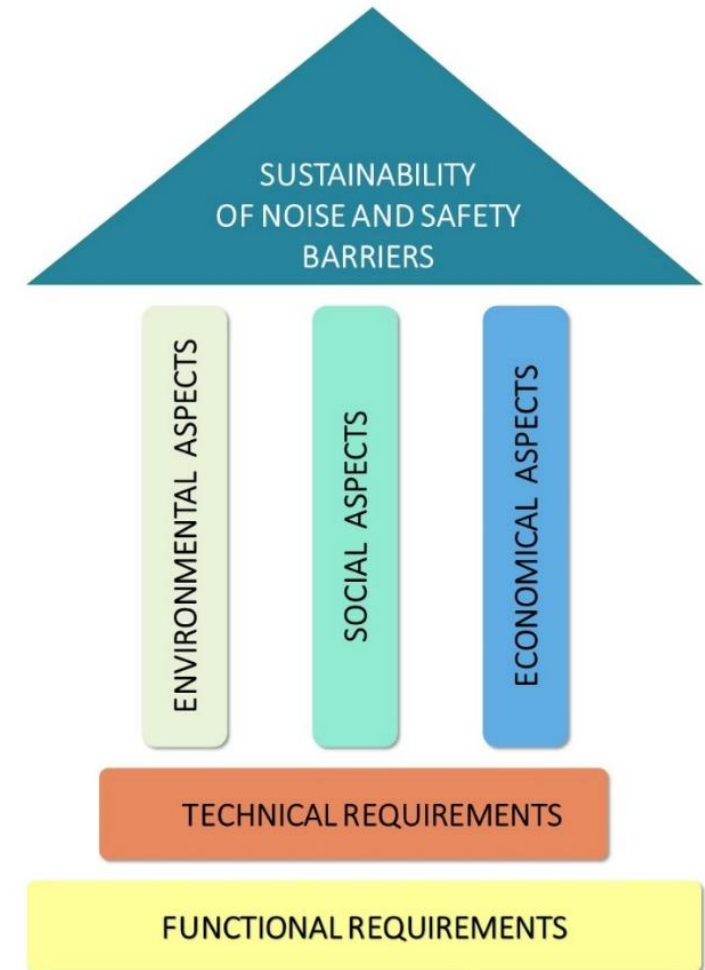 SUSTAINABILITY
OF NOISE AND SAFETY
BARRIERS
ENVIRONMENTAL ASPECTS
SOCIAL ASPECTS
ECONOMICAL ASPECTS
TECHNICAL REQUIREMENTS
FUNCTIONAL REQUIREMENTS